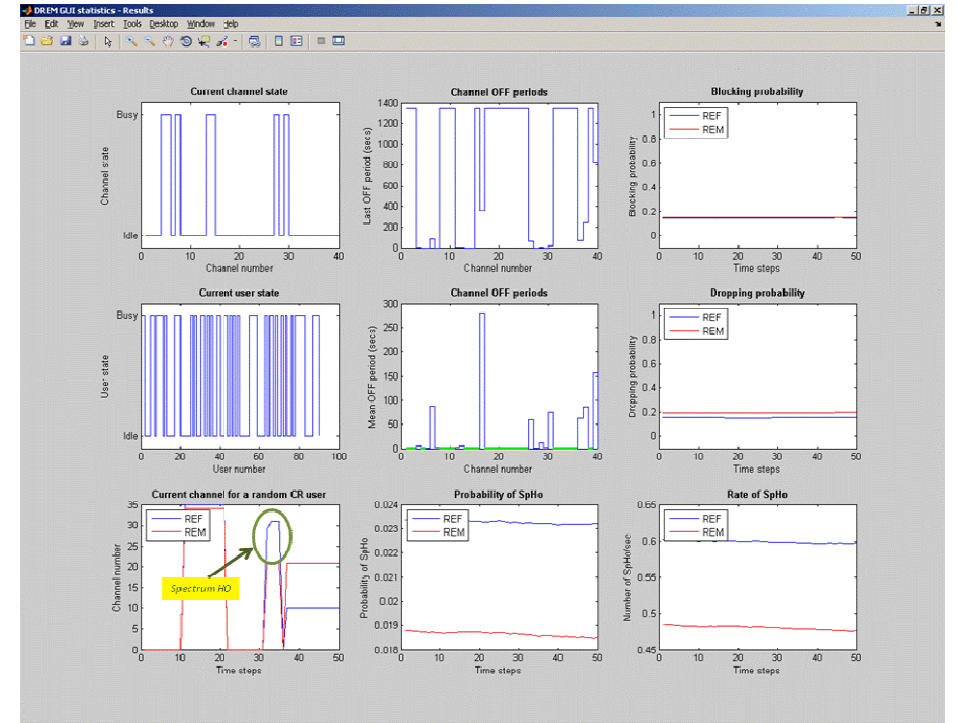 DREM GUI statistics - Results
File Edit View Insert Tools Desktop Window Help
Current channel state
Busy
Idle
Channel state
0 10 20 30 40
Channel number
Channel OFF periods
1400
1200
1000
800
600
400
200
0
Last OFF period (secs)
0 10 20 30 40
Channel number
Blocking probability
REF
REM
1
0.8
0.6
0.4
0.2
0
Blocking probability
0 10 20 30 40 50
Time steps
Current user state
Busy
Idle
User state
0 20 40 60 80 100
User number
Channel OFF periods
300
250
200
150
100
50
0
Mean OFF period (secs)
0 10 20 30 40
Channel number
Dropping probability
REF
REM
1
0.8
0.6
0.4
0.2
0
Dropping probability
0 10 20 30 40 50
Time steps
Current channel for a random CR user
REF
REM
Spectrum HO
35
30
25
20
15
10
5
0
Channel number
0 10 20 30 40 50
Time steps
Probability of SpHo
REF
REM
0.024
0.023
0.022
0.021
0.02
0.019
0.018
Probability of SpHo
0 10 20 30 40 50
Time steps
Rate of SpHo
REF
REM
0.65
0.6
0.55
0.5
0.45
Number of SpHo/sec
0 10 20 30 40 50
Time steps